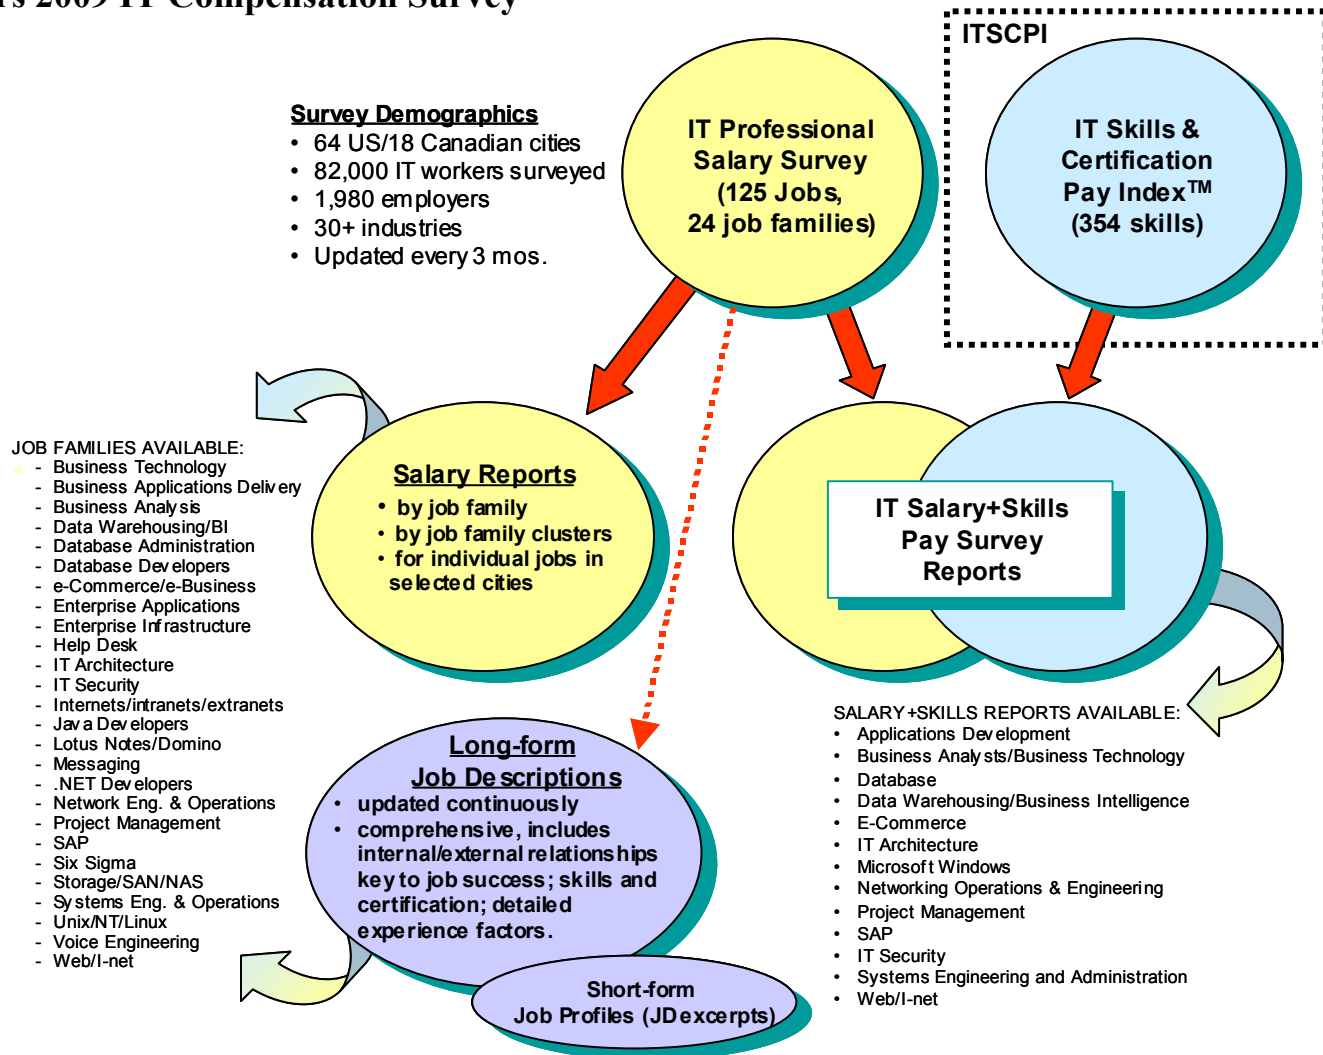 2009 IT Compensation Survey
ITSCPI
Survey Demographics
• 64 US/18 Canadian cities
• 82,000 IT workers surveyed
• 1,980 employers
• 30+ industries
• Updated every 3 mos.
IT Professional
Salary Survey
(125 Jobs,
24 job families)
IT Skills &
Certification
Pay Index™
(354 skills)
JOB FAMILIES AVAILABLE:
- Business Technology
- Business Applications Delivery
- Business Analysis
- Data Warehousing/BI
- Database Administration
- Database Developers
- e-Commerce/e-Business
- Enterprise Applications
- Enterprise Infrastructure
- Help Desk
- IT Architecture
- IT Security
- Internets/intranets/extranets
- Java Developers
- Lotus Notes/Domino
- Messaging
- .NET Developers
- Network Eng. & Operations
- Project Management
- SAP
- Six Sigma
- Storage/SAN/NAS
- Systems Eng. & Operations
- Unix/NT/Linux
- Voice Engineering
- Web/I-net
Salary Reports
• by job family
• by job family clusters
• for individual jobs in
selected cities
IT Salary+Skills
Pay Survey
Reports
Long-form
Job Descriptions
• updated continuously
• comprehensive, includes
internal/external relationships
key to job success; skills and
certification; detailed
experience factors.
Short-form
Job Profiles (JD excerpts)
SALARY+SKILLS REPORTS AVAILABLE:
• Applications Development
• Business Analysts/Business Technology
• Database
• Data Warehousing/Business Intelligence
• E-Commerce
• IT Architecture
• Microsoft Windows
• Networking Operations & Engineering
• Project Management
• SAP
• IT Security
• Systems Engineering and Administration
• Web/I-net